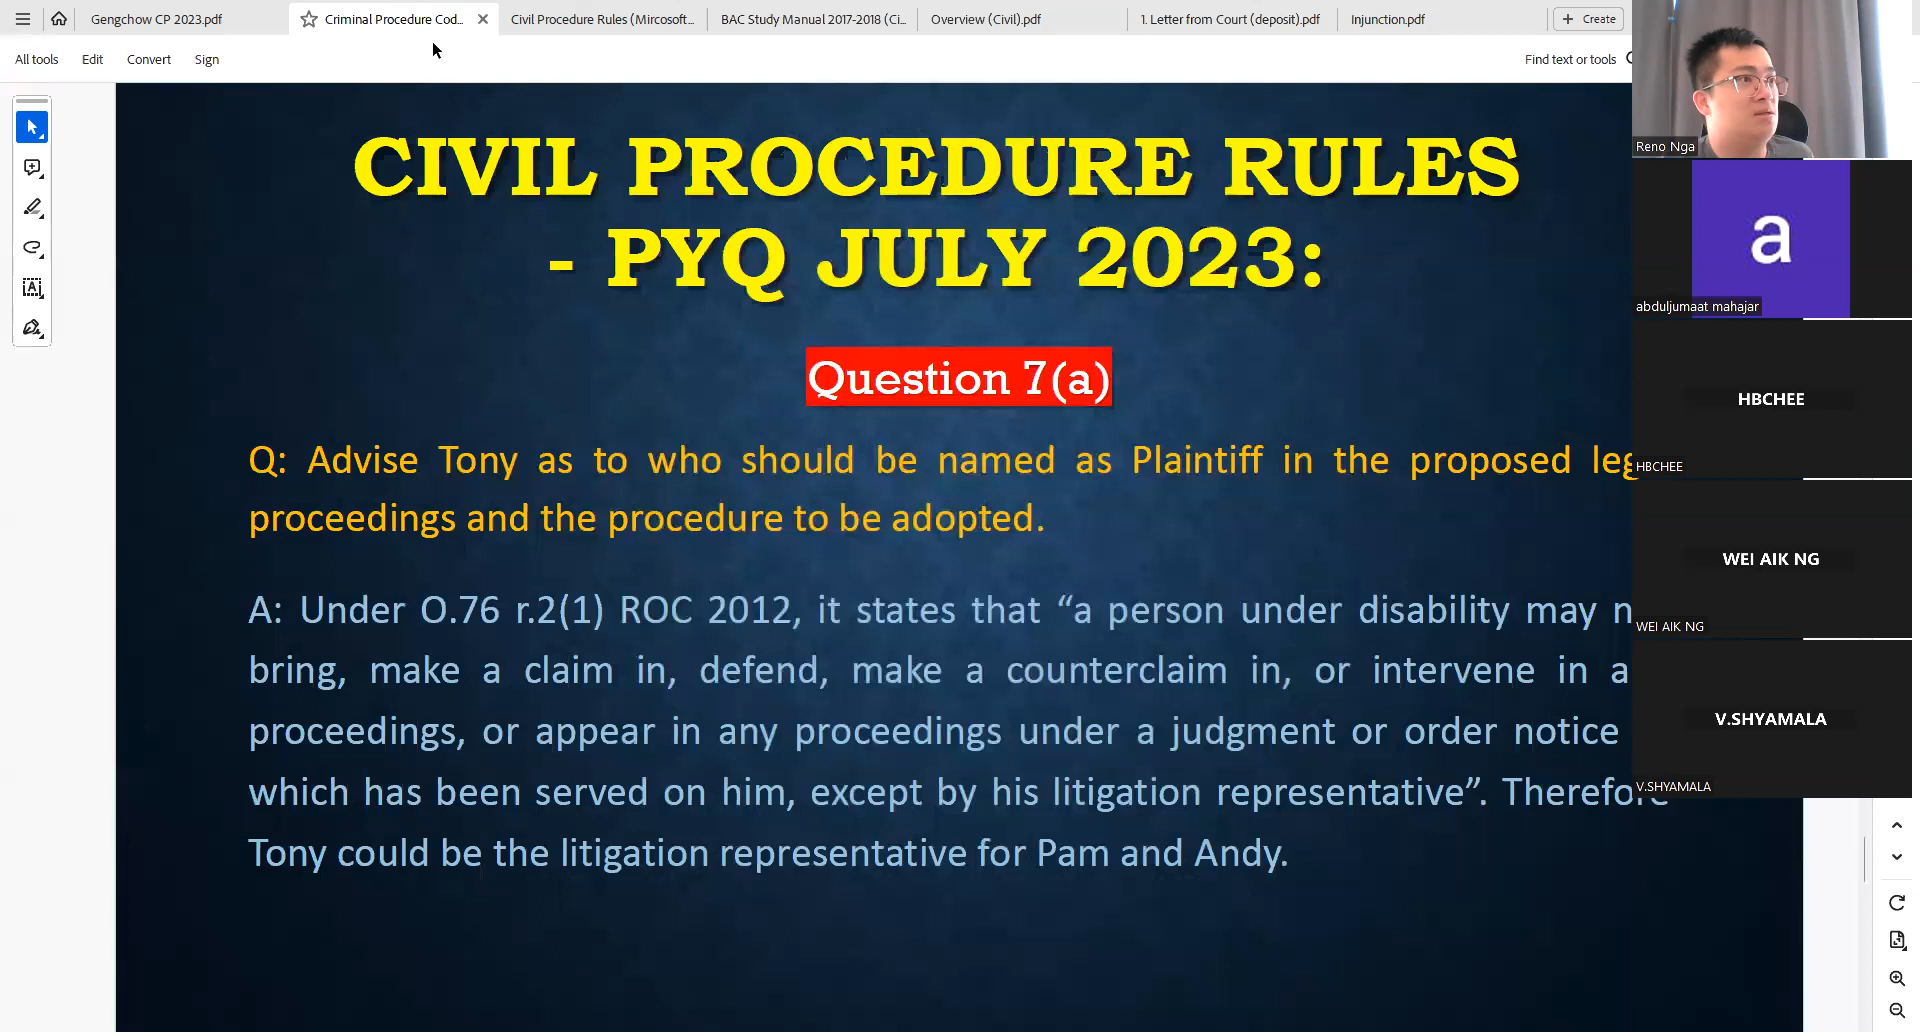 Gengchow CP 2023.pdf
Criminal Procedure Cod...
Civil Procedure Rules (Mircosoft...
BAC Study Manual 2017-2018 (Ci...
Overview (Civil).pdf
1. Letter from Court (deposit).pdf
Injunction.pdf
Create
All tools
Edit
Convert
Sign
Find text or tools
CIVIL PROCEDURE RULES
- PYQ JULY 2023:
Question 7(a)
Q: Advise Tony as to who should be named as Plaintiff in the proposed leg
proceedings and the procedure to be adopted.
A: Under O.76 r.2(1) ROC 2012, it states that “a person under disability may n
bring, make a claim in, defend, make a counterclaim in, or intervene in a
proceedings, or appear in any proceedings under a judgment or order notice
which has been served on him, except by his litigation representative”. Therefore
Tony could be the litigation representative for Pam and Andy.
Reno Nga
a
abduljumaat mahajar
HBCHEE
HBCHEE
WEI AIK NG
WEI AIK NG
V.SHYAMALA
V.SHYAMALA